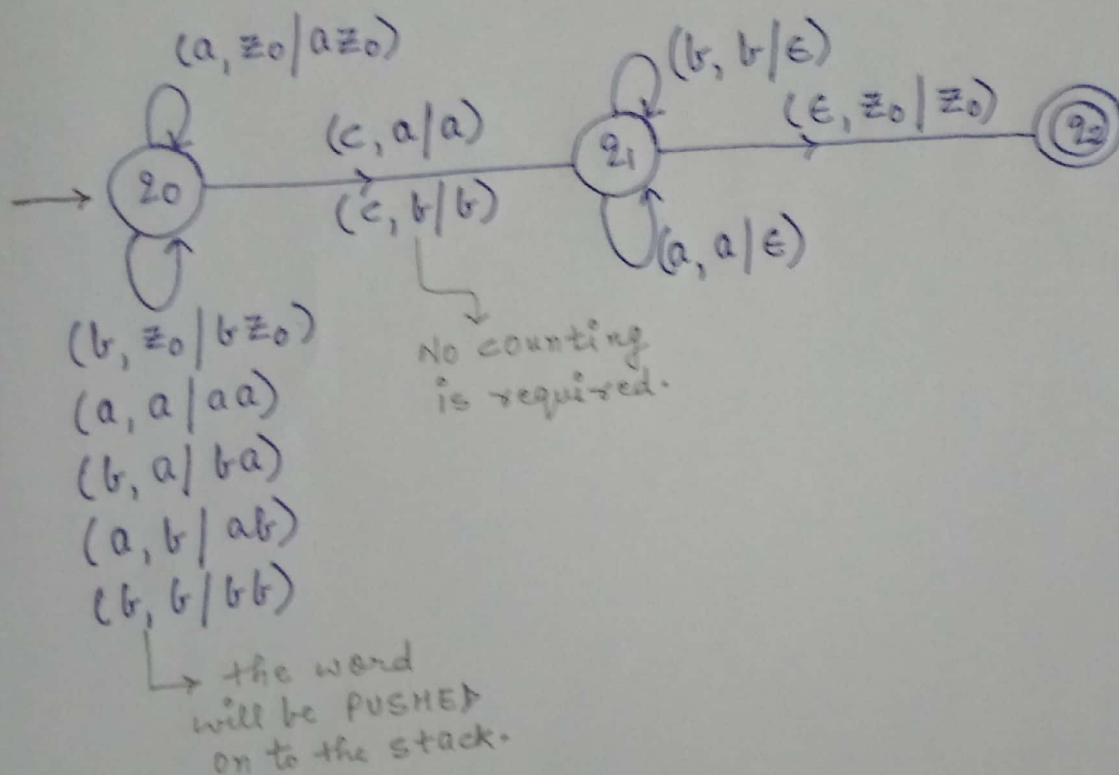 (a, z0/az0)
(b, b/ϵ)
(c, a/a)
(ϵ, z0/z0)
q0
q1
q2
(c, b/b)
(a, a/ϵ)
(b, z0/bz0)
(a, a/aa)
(b, a/ba)
(a, b/ab)
(b, b/bb)
No counting
is required.
the word
will be PUSHED
on to the stack.